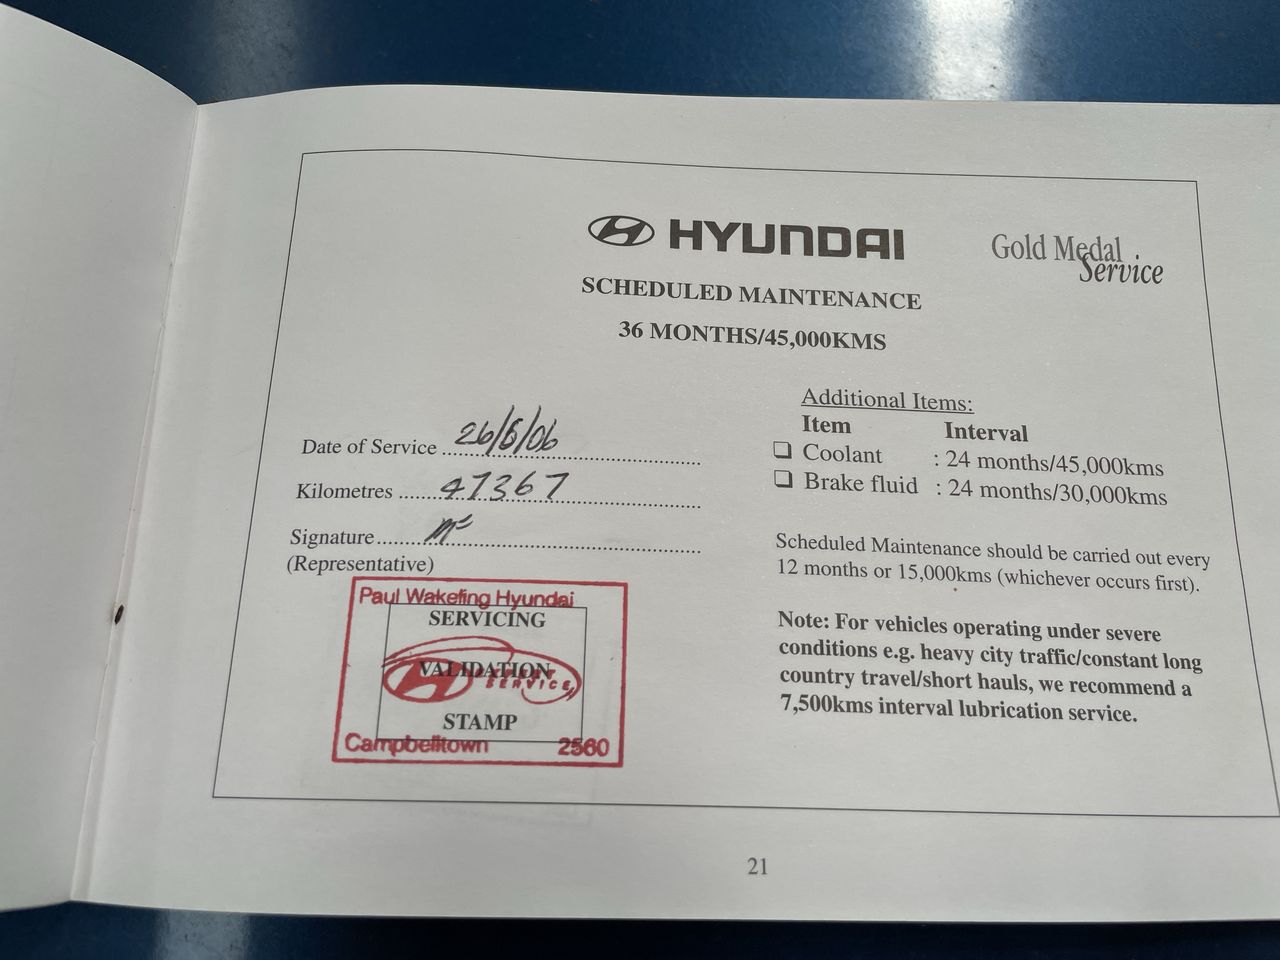 HYUNDAI
Gold Medal
Service
SCHEDULED MAINTENANCE
36 MONTHS/45,000KMS
Date of Service 26/6/06
Kilometres 47367
Signature
(Representative)
Paul Wakeling Hyundai
SERVICING
VALIDATION
SERVICE
STAMP
Campbelltown 2560
Additional Items:
Item Interval
❏ Coolant : 24 months/45,000kms
❏ Brake fluid : 24 months/30,000kms
Scheduled Maintenance should be carried out every
12 months or 15,000kms (whichever occurs first).
Note: For vehicles operating under severe
conditions e.g. heavy city traffic/constant long
country travel/short hauls, we recommend a
7,500kms interval lubrication service.
21